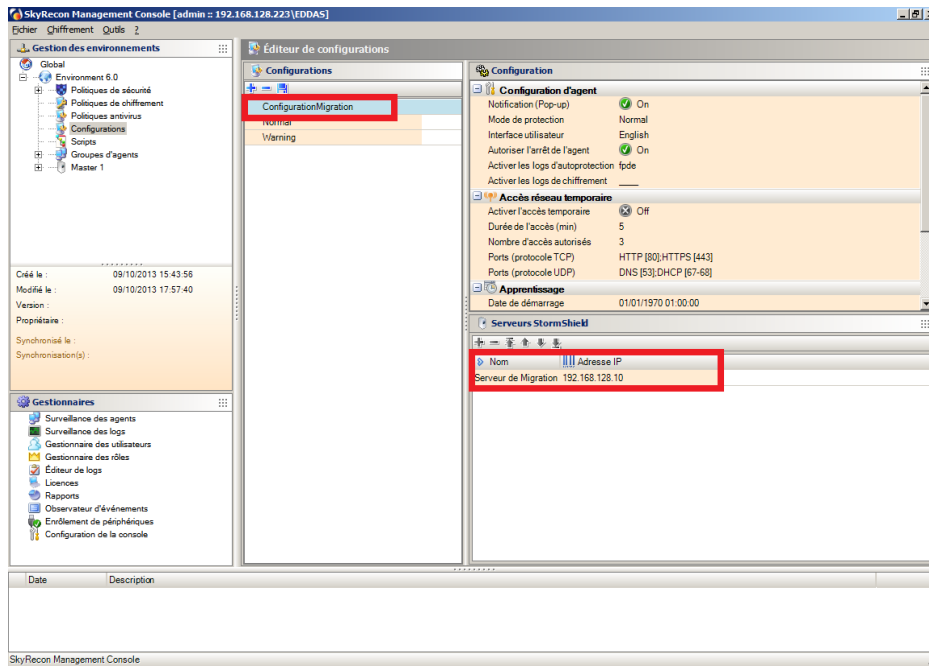 SkyRecon Management Console [admin :: 192.168.128.223\EDDAS]
Fichier Chiffrement Outils ?
Gestion des environnements
Global
Environment 6.0
Politiques de sécurité
Politiques de chiffrement
Politiques antivirus
Configurations
Scripts
Groupes d'agents
Master 1
Créé le : 09/10/2013 15:43:56
Modifié le : 09/10/2013 17:57:40
Version :
Propriétaire :
Synchronisé le :
Synchronisation(s) :
Gestionnaires
Surveillance des agents
Surveillance des logs
Gestionnaire des utilisateurs
Gestionnaire des rôles
Éditeur de logs
Licences
Rapports
Observateur d'événements
Enrôlement de périphériques
Configuration de la console
Éditeur de configurations
Configurations
ConfigurationMigration
Normal
Warning
Configuration
Configuration d'agent
Notification (Pop-up) On
Mode de protection Normal
Interface utilisateur English
Autoriser l'arrêt de l'agent On
Activer les logs d'autoprotection fpde
Activer les logs de chiffrement ____
Accès réseau temporaire
Activer l'accès temporaire Off
Durée de l'accès (min) 5
Nombre d'accès autorisés 3
Ports (protocole TCP) HTTP [80];HTTPS [443]
Ports (protocole UDP) DNS [53];DHCP [67-68]
Apprentissage
Date de démarrage 01/01/1970 01:00:00
Serveurs StormShield
Nom Adresse IP
Serveur de Migration 192.168.128.10
Date Description
SkyRecon Management Console